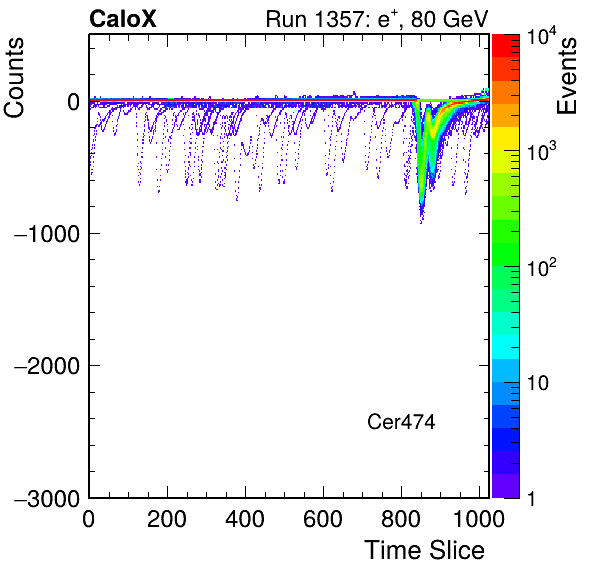 CaloX Run 1357: e⁺, 80 GeV
Counts
Events
0
−1000
−2000
−3000
0 200 400 600 800 1000
Time Slice
Cer474
10⁴
10³
10²
10
1